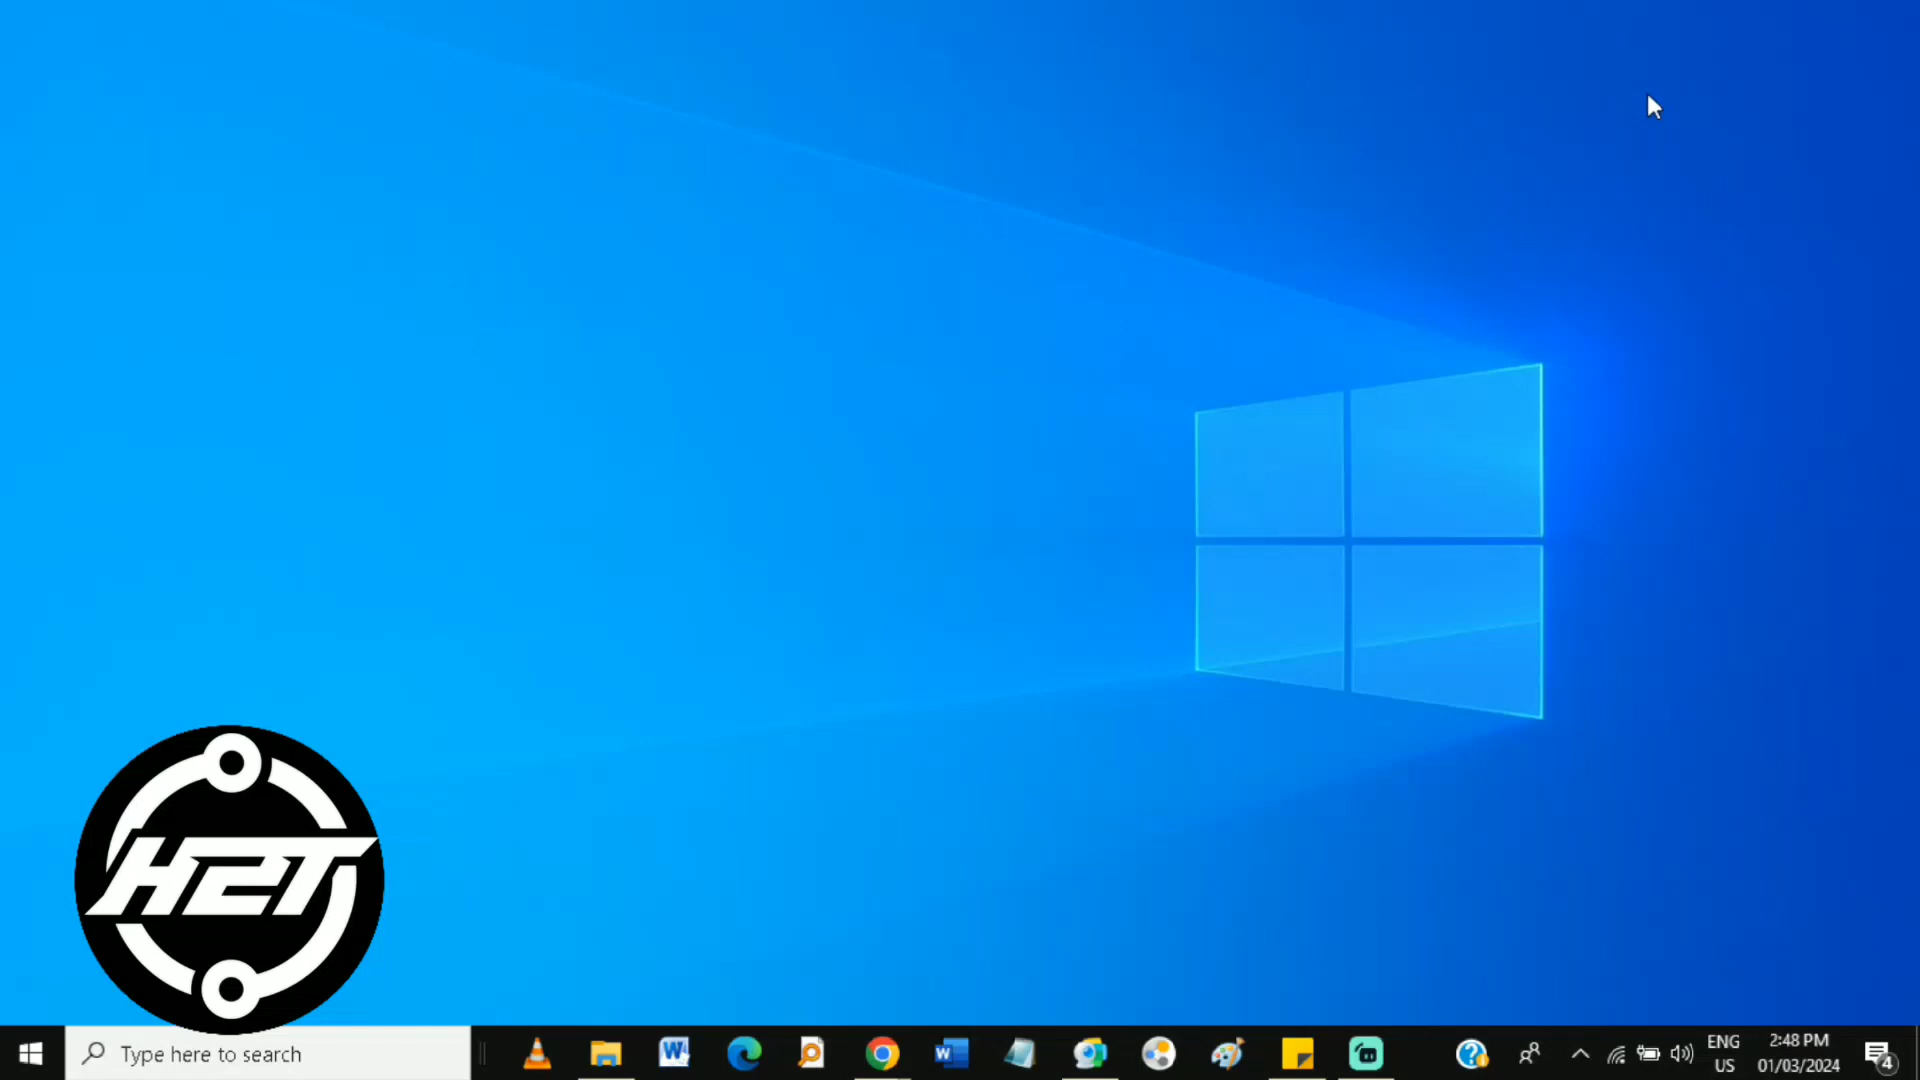 H2T
Type here to search
W
W
ENG
US
2:48 PM
01/03/2024
4